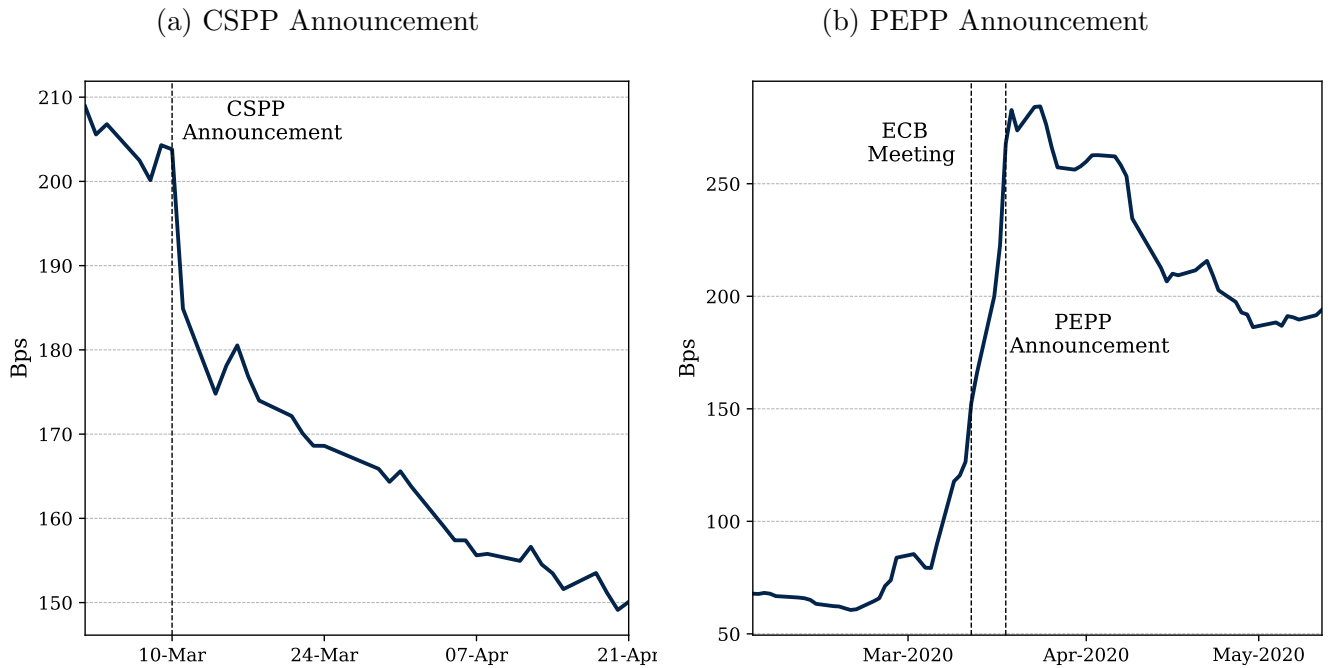 (a) CSPP Announcement
210
200
190
180
170
160
150
Bps
CSPP
Announcement
10-Mar
24-Mar
07-Apr
21-Apr
(b) PEPP Announcement
250
200
150
100
50
Bps
ECB
Meeting
PEPP
Announcement
Mar-2020
Apr-2020
May-2020